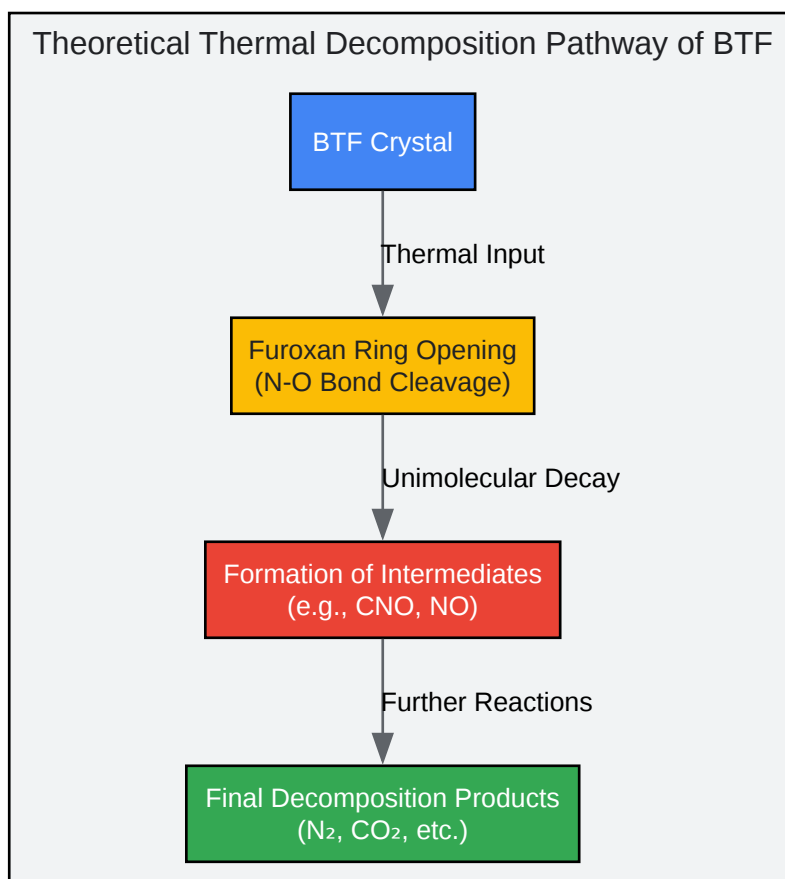 Theoretical Thermal Decomposition Pathway of BTF
BTF Crystal
Thermal Input
Furoxan Ring Opening
(N-O Bond Cleavage)
Unimolecular Decay
Formation of Intermediates
(e.g., CNO, NO)
Further Reactions
Final Decomposition Products
(N₂, CO₂, etc.)